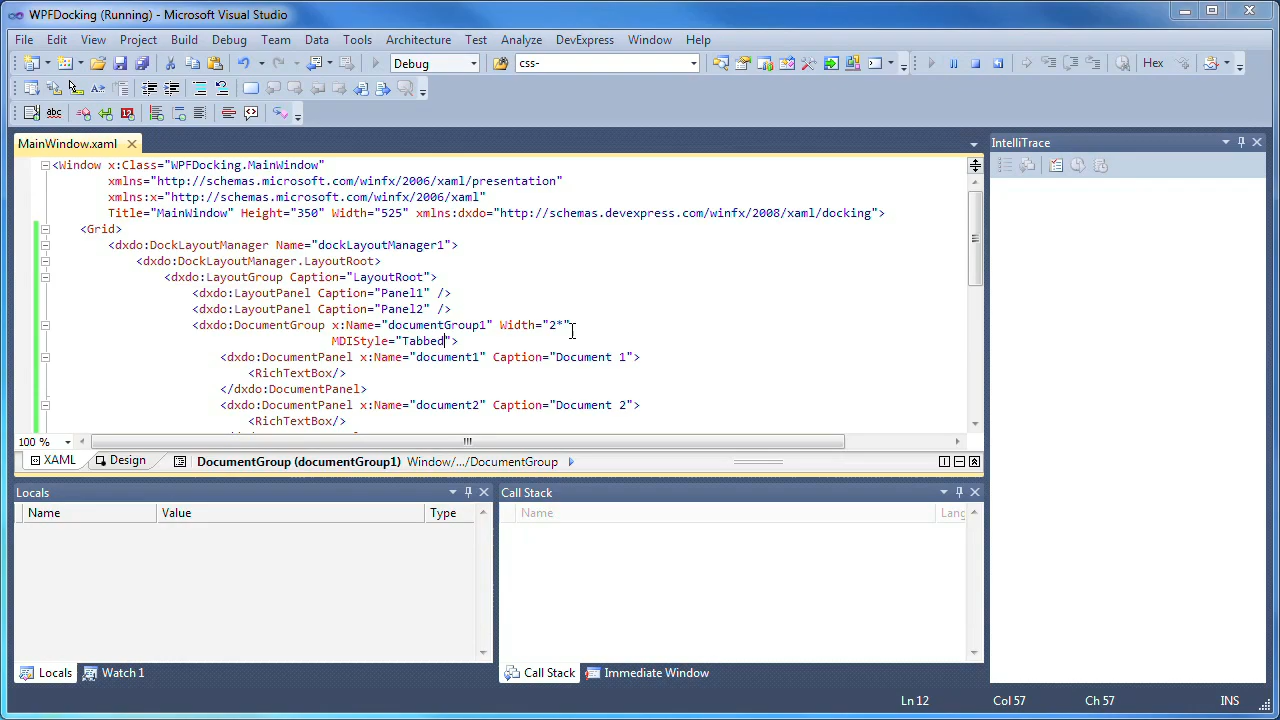 WPFDocking (Running) - Microsoft Visual Studio
File Edit View Project Build Debug Team Data Tools Architecture Test Analyze DevExpress Window Help
Debug css- Hex
abc
MainWindow.xaml
IntelliTrace
<Window x:Class="WPFDocking.MainWindow"
xmlns="http://schemas.microsoft.com/winfx/2006/xaml/presentation"
xmlns:x="http://schemas.microsoft.com/winfx/2006/xaml"
Title="MainWindow" Height="350" Width="525" xmlns:dxdo="http://schemas.devexpress.com/winfx/2008/xaml/docking">
<Grid>
<dxdo:DockLayoutManager Name="dockLayoutManager1">
<dxdo:DockLayoutManager.LayoutRoot>
<dxdo:LayoutGroup Caption="LayoutRoot">
<dxdo:LayoutPanel Caption="Panel1" />
<dxdo:LayoutPanel Caption="Panel2" />
<dxdo:DocumentGroup x:Name="documentGroup1" Width="2*"
MDIStyle="Tabbed">
<dxdo:DocumentPanel x:Name="document1" Caption="Document 1">
<RichTextBox/>
</dxdo:DocumentPanel>
<dxdo:DocumentPanel x:Name="document2" Caption="Document 2">
<RichTextBox/>
100 %
XAML Design DocumentGroup (documentGroup1) Window/.../DocumentGroup
Locals
Name Value Type
Call Stack
Name Lang
Locals Watch 1
Call Stack Immediate Window
Ln 12 Col 57 Ch 57 INS